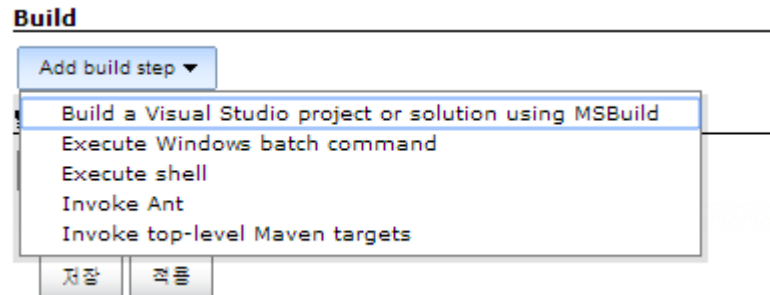 Build
Add build step
Build a Visual Studio project or solution using MSBuild
Execute Windows batch command
Execute shell
Invoke Ant
Invoke top-level Maven targets
저장 적용